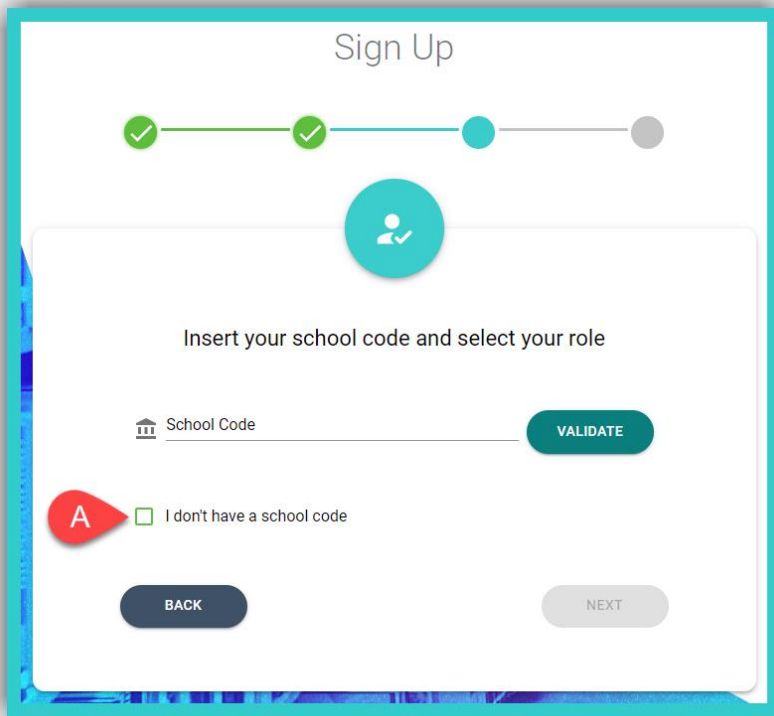 Sign Up
Insert your school code and select your role
School Code
VALIDATE
A
I don't have a school code
BACK
NEXT